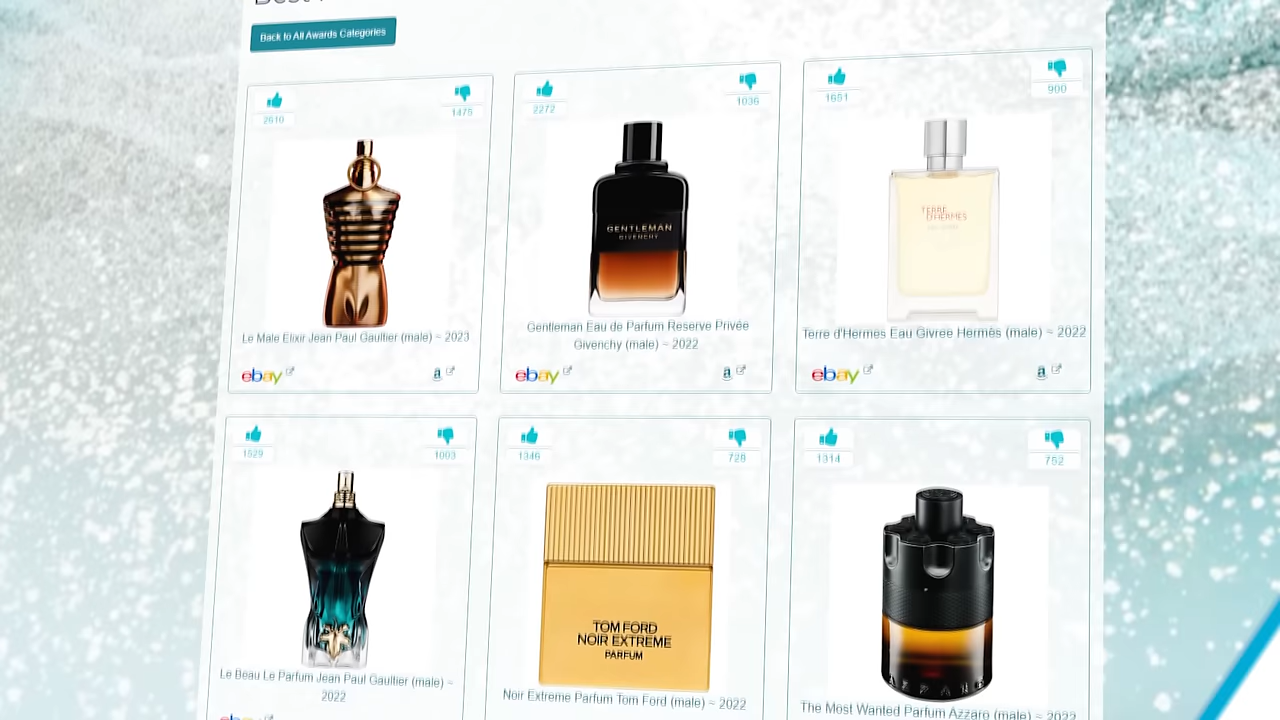 Back to All Awards Categories
2610
1475
2272
1036
1651
900
GENTLEMAN
GIVENCHY
TERRE
D'HERMES
Le Male Elixir Jean Paul Gaultier (male) ~ 2023
Gentleman Eau de Parfum Reserve Privée
Givenchy (male) ~ 2022
Terre d'Hermes Eau Givree Hermès (male) ~ 2022
ebay
a
ebay
a
ebay
a
1529
1003
1346
728
1314
752
TOM FORD
NOIR EXTREME
PARFUM
AZZARO
Le Beau Le Parfum Jean Paul Gaultier (male) ~
2022
Noir Extreme Parfum Tom Ford (male) ~ 2022
The Most Wanted Parfum Azzaro (male) ~ 2022
ebay